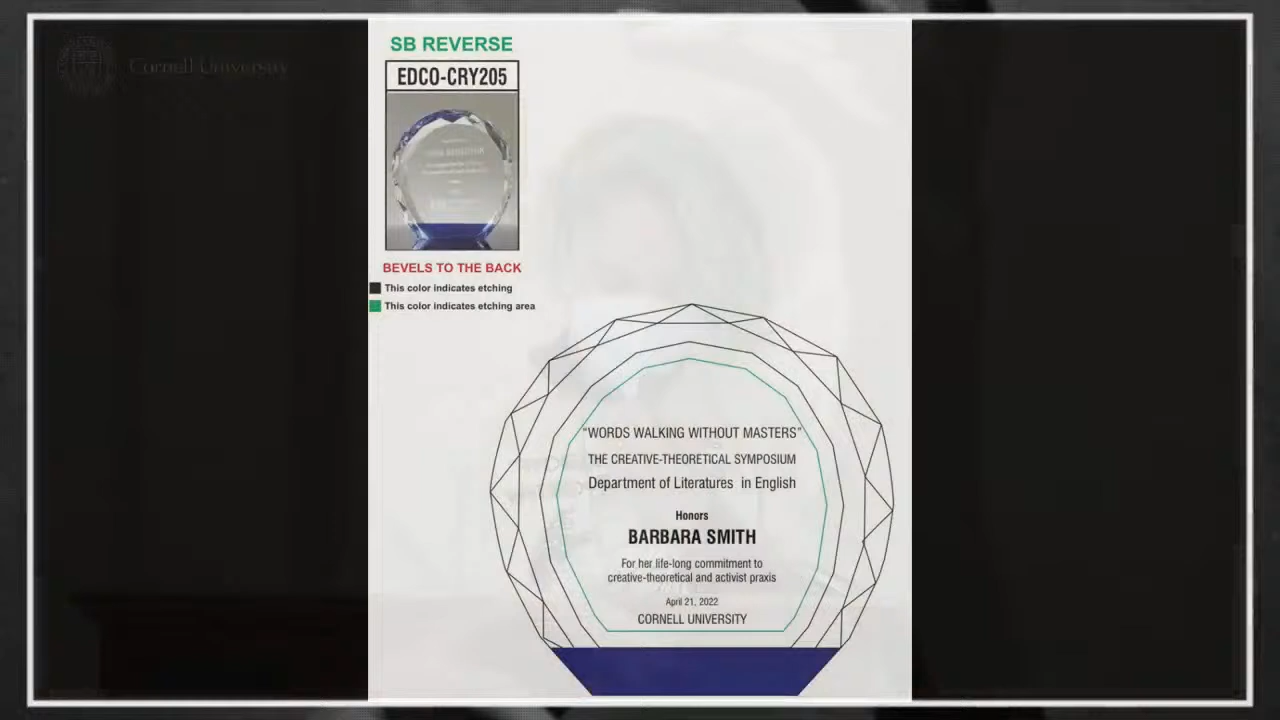 Cornell University
SB REVERSE
EDCO-CRY205
BEVELS TO THE BACK
This color indicates etching
This color indicates etching area
"WORDS WALKING WITHOUT MASTERS"
THE CREATIVE-THEORETICAL SYMPOSIUM
Department of Literatures in English
Honors
BARBARA SMITH
For her life-long commitment to
creative-theoretical and activist praxis
April 21, 2022
CORNELL UNIVERSITY